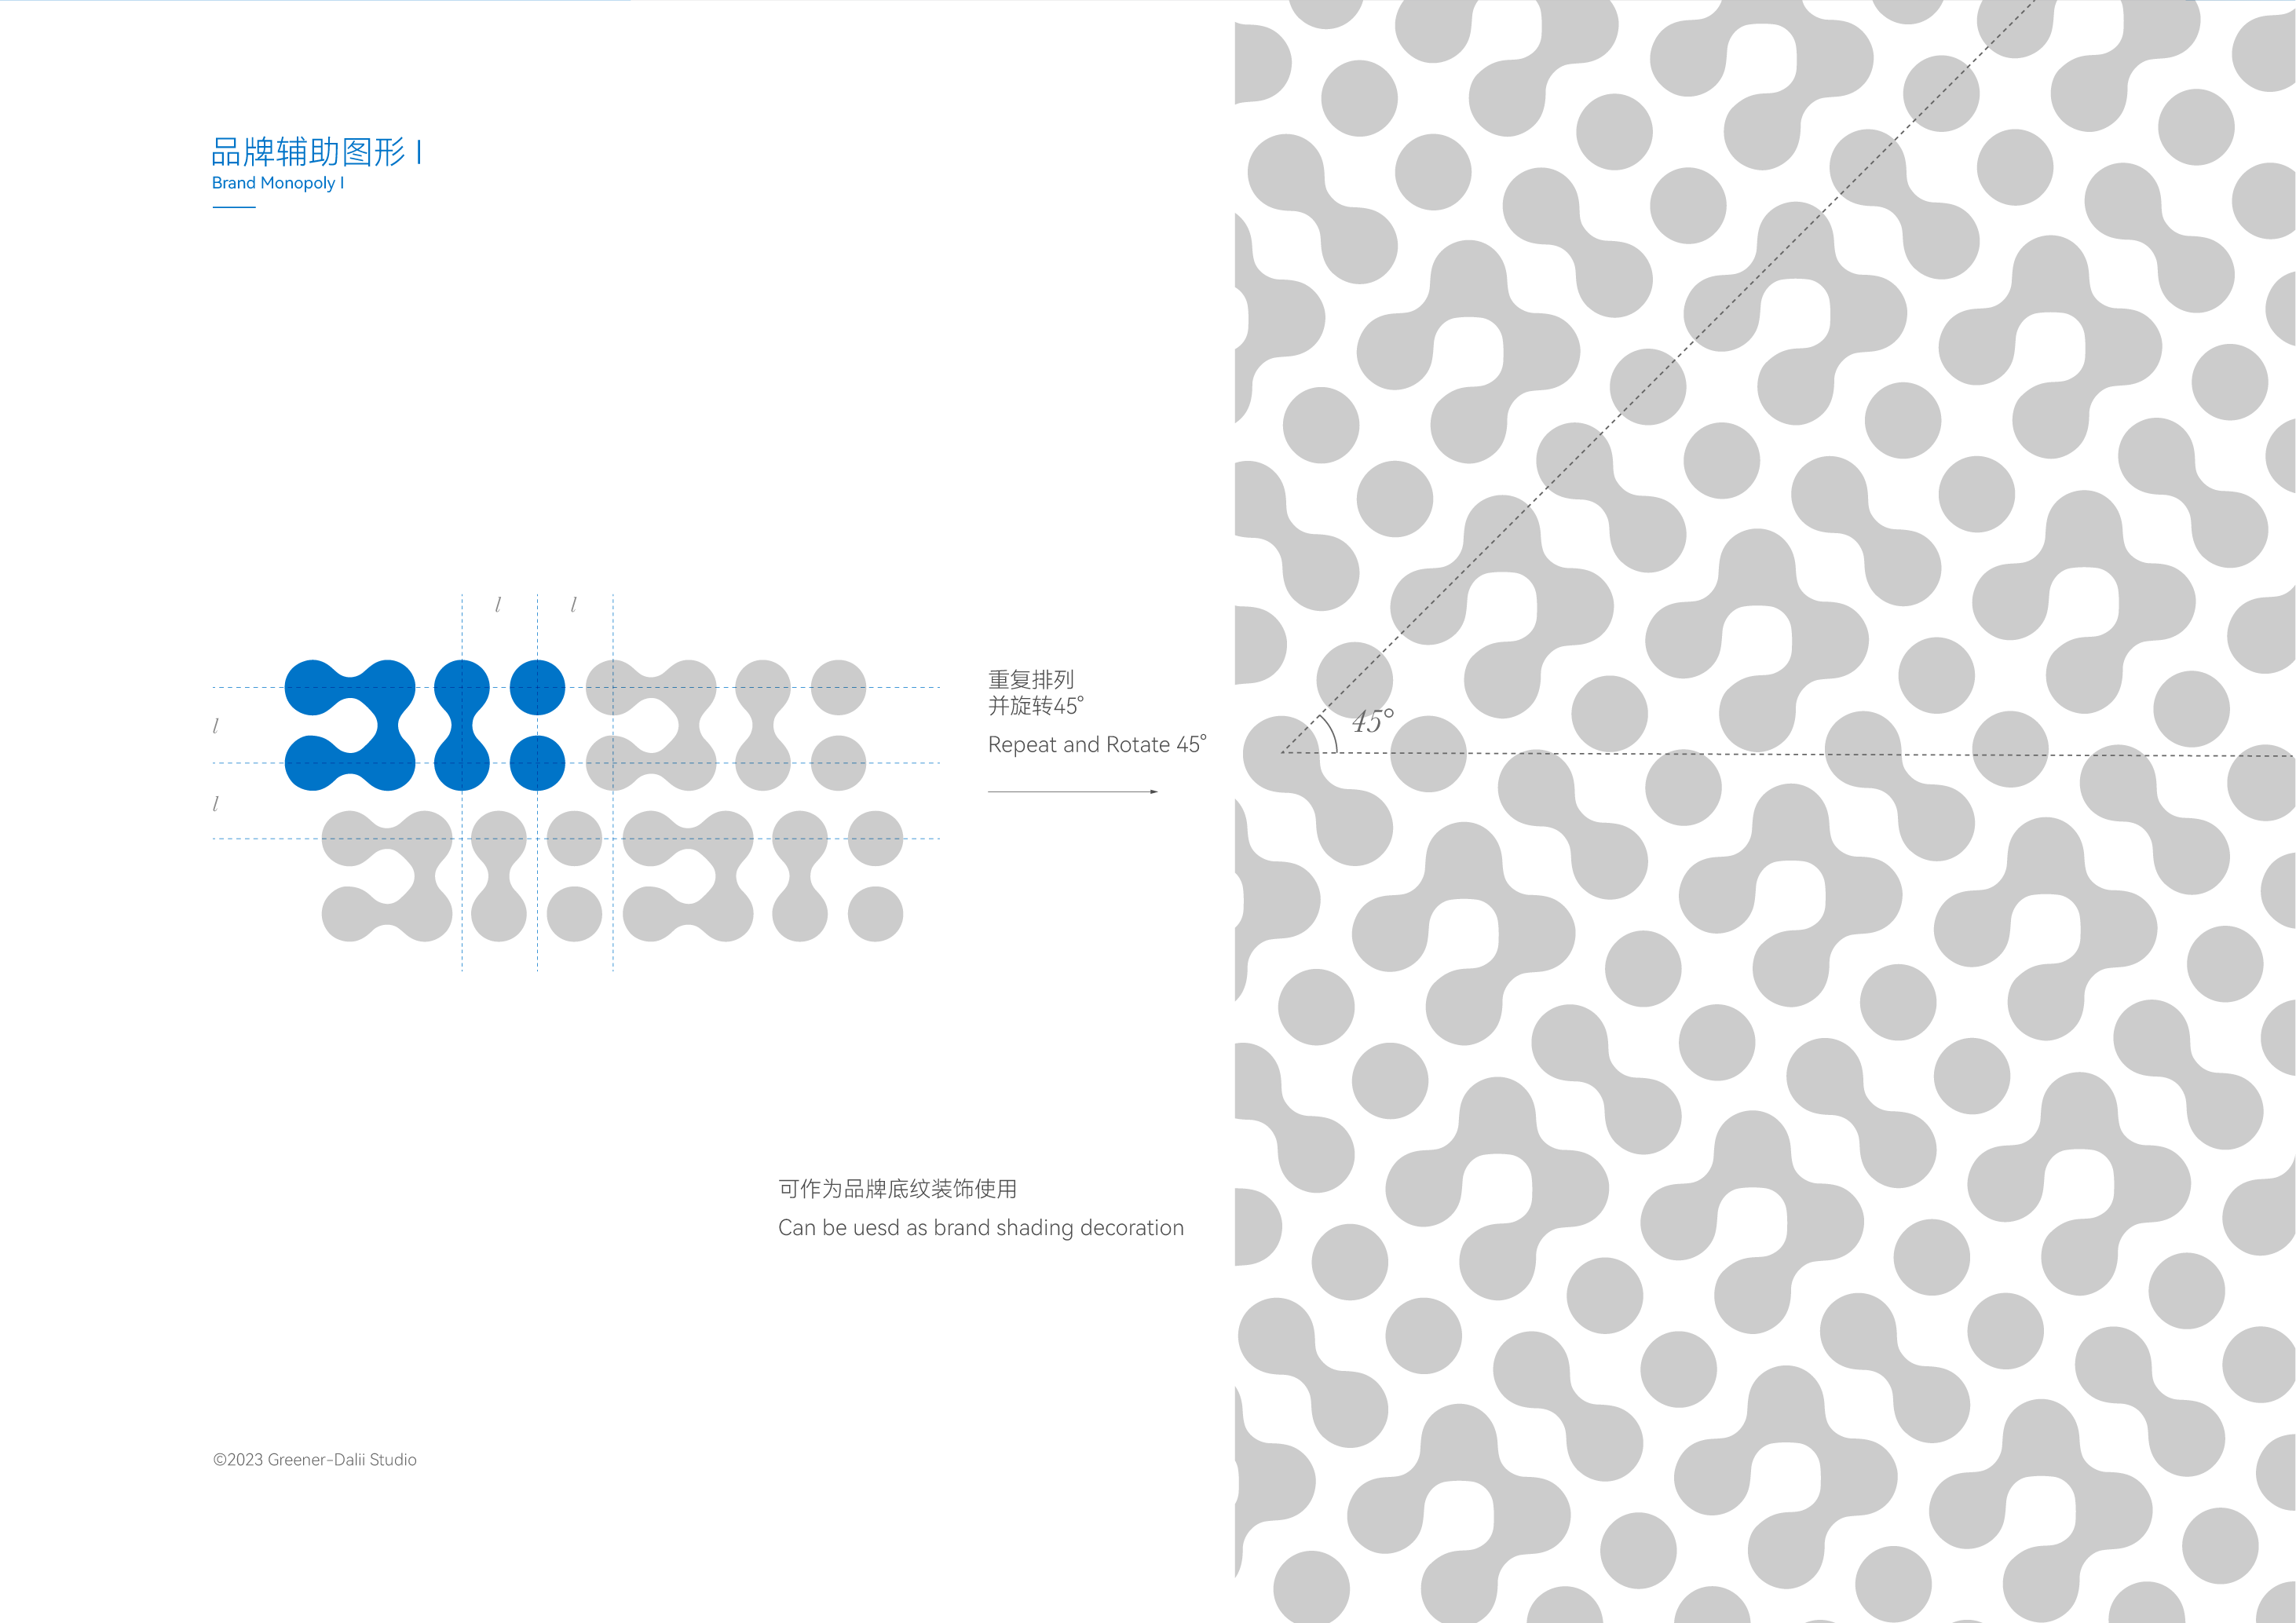 品牌辅助图形 I
Brand Monopoly I
l
l
l
l
重复排列
并旋转45°
Repeat and Rotate 45°
45°
可作为品牌底纹装饰使用
Can be uesd as brand shading decoration
©2023 Greener-Dalii Studio